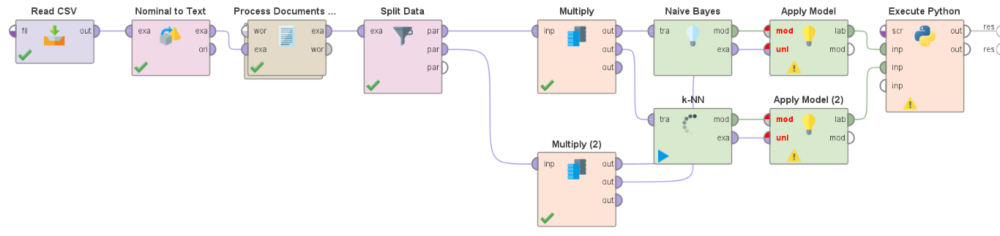 Read CSV
fil
out
Nominal to Text
exa
exa
ori
Process Documents ...
wor
exa
exa
wor
Split Data
exa
par
par
par
Multiply
inp
out
out
out
Naive Bayes
tra
mod
exa
Apply Model
mod
lab
unl
mod
Execute Python
scr
out
inp
out
inp
inp
res
res
k-NN
tra
mod
exa
Apply Model (2)
mod
lab
unl
mod
Multiply (2)
inp
out
out
out